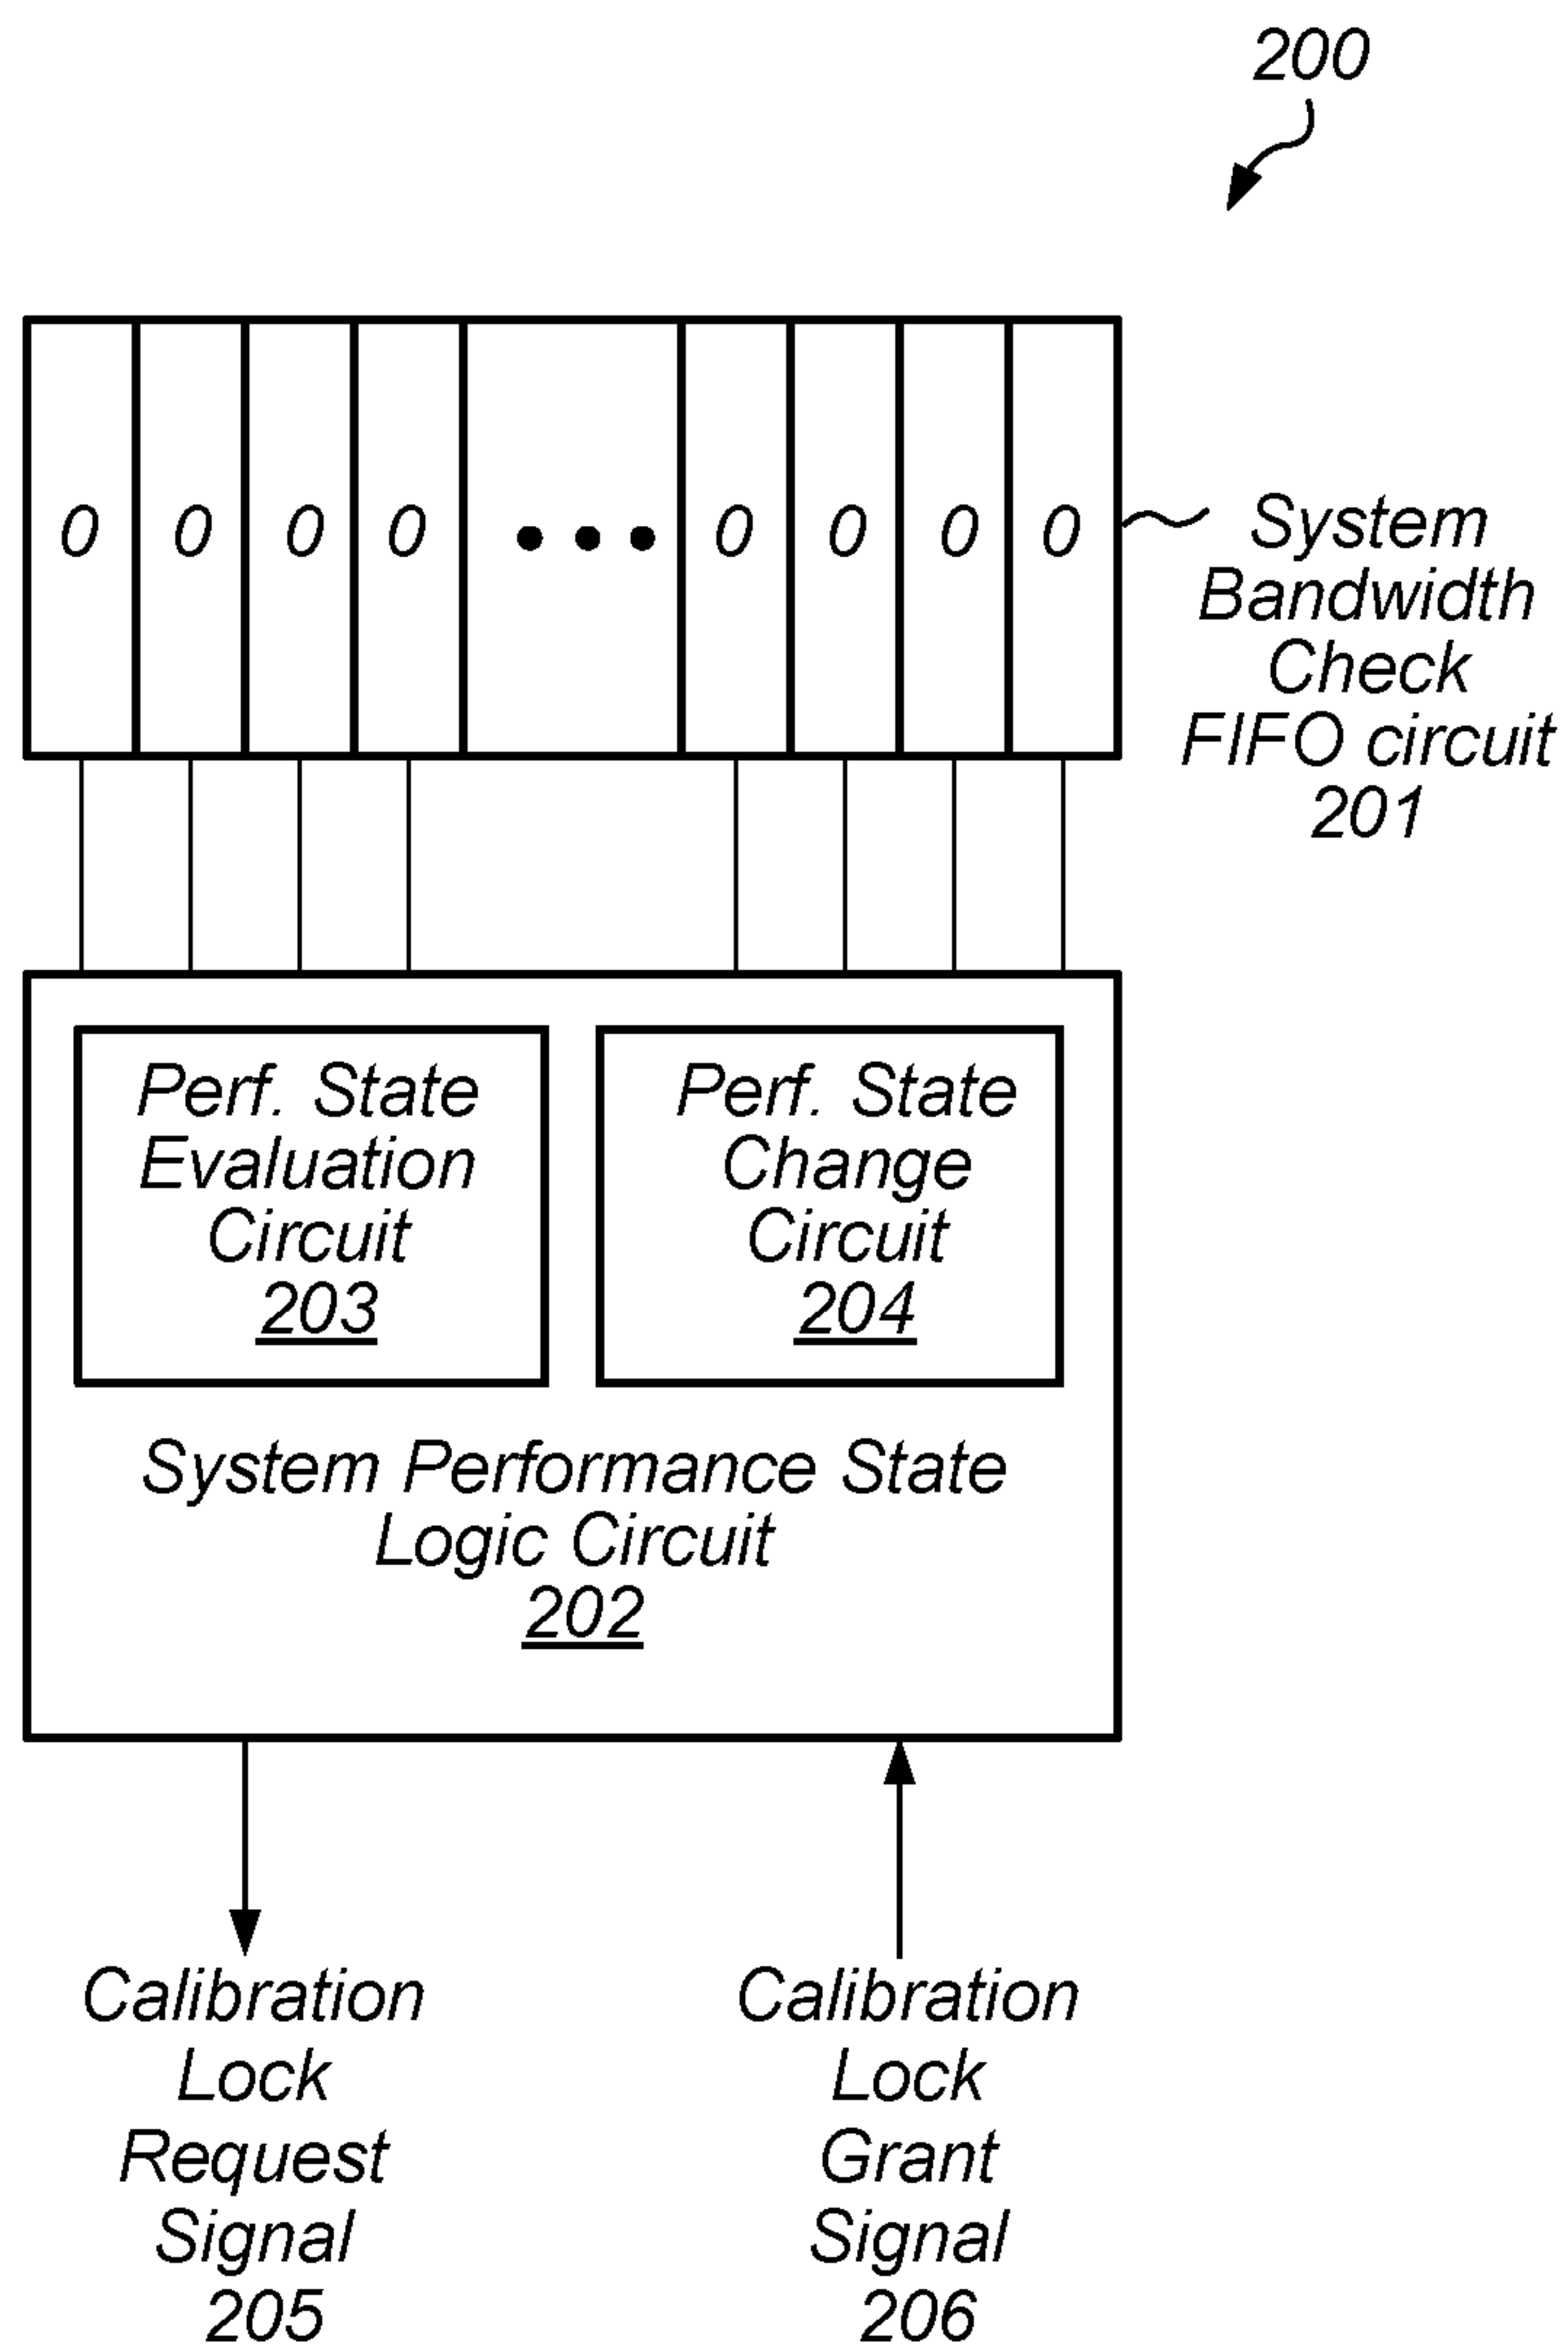 200
0 0 0 0 ● ● ● 0 0 0 0
System
Bandwidth
Check
FIFO circuit
201
Perf. State
Evaluation
Circuit
203
Perf. State
Change
Circuit
204
System Performance State
Logic Circuit
202
Calibration
Lock
Request
Signal
205
Calibration
Lock
Grant
Signal
206